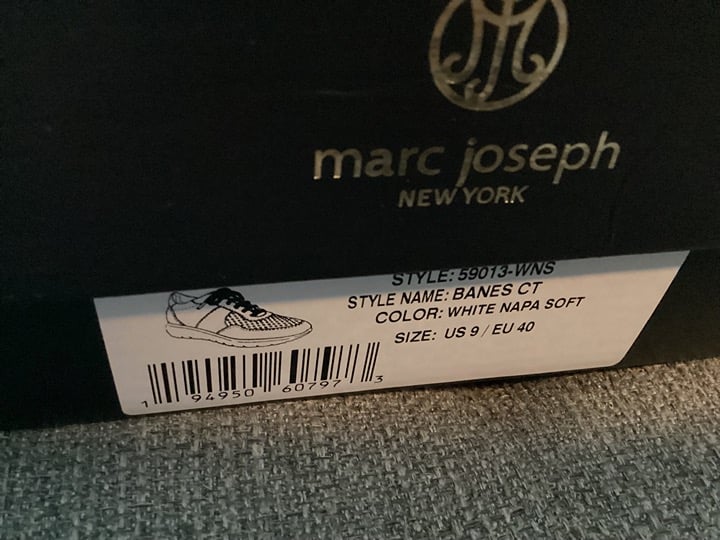 marc joseph
NEW YORK
STYLE: 59013-WNS
STYLE NAME: BANES CT
COLOR: WHITE NAPA SOFT
SIZE: US 9 / EU 40
1 94950 60797 3